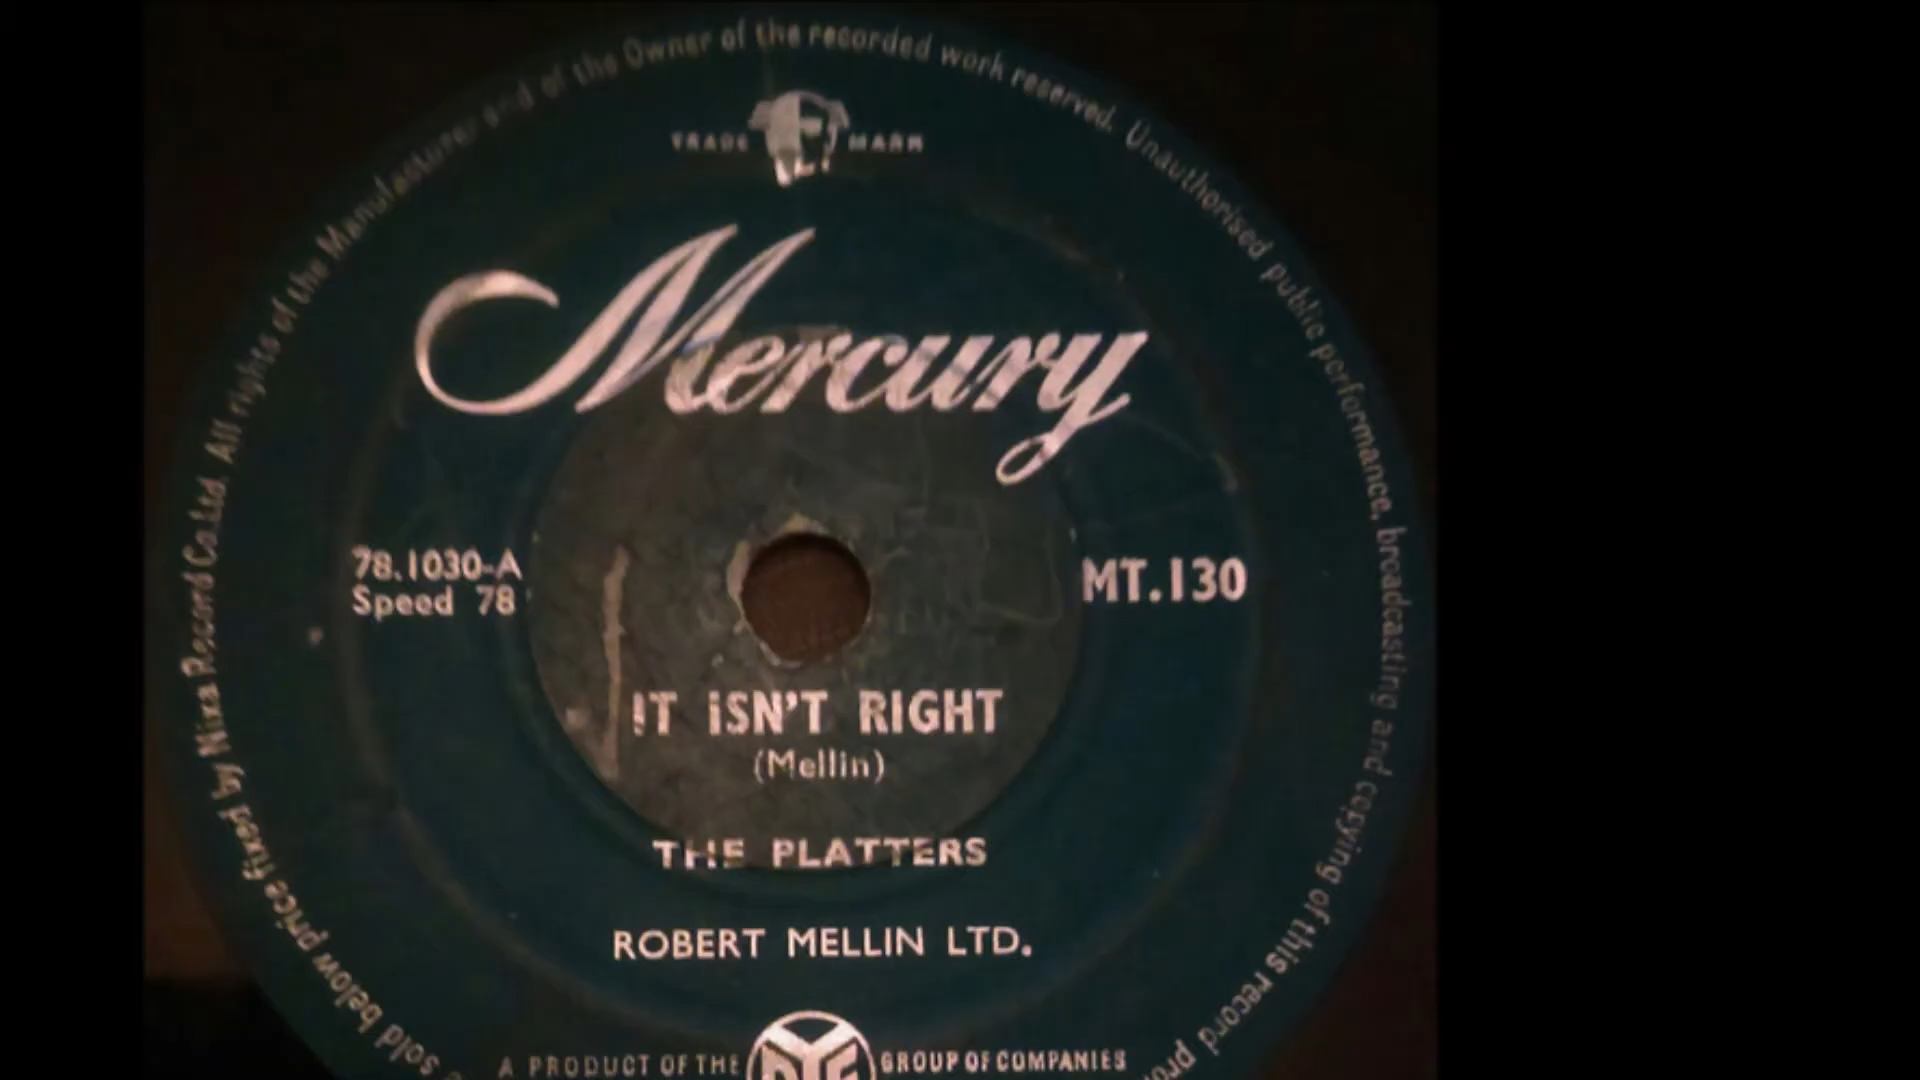 TRADE MARK
Mercury
78.1030-A
Speed 78
MT.130
IT ISN'T RIGHT
(Mellin)
THE PLATTERS
ROBERT MELLIN LTD.
A PRODUCT OF THE PYE GROUP OF COMPANIES
sold below price fixed by Nixa Record Co. Ltd. All rights of the Manufacturer and of the Owner of the recorded work reserved. Unauthorised public performance, broadcasting and copying of this record